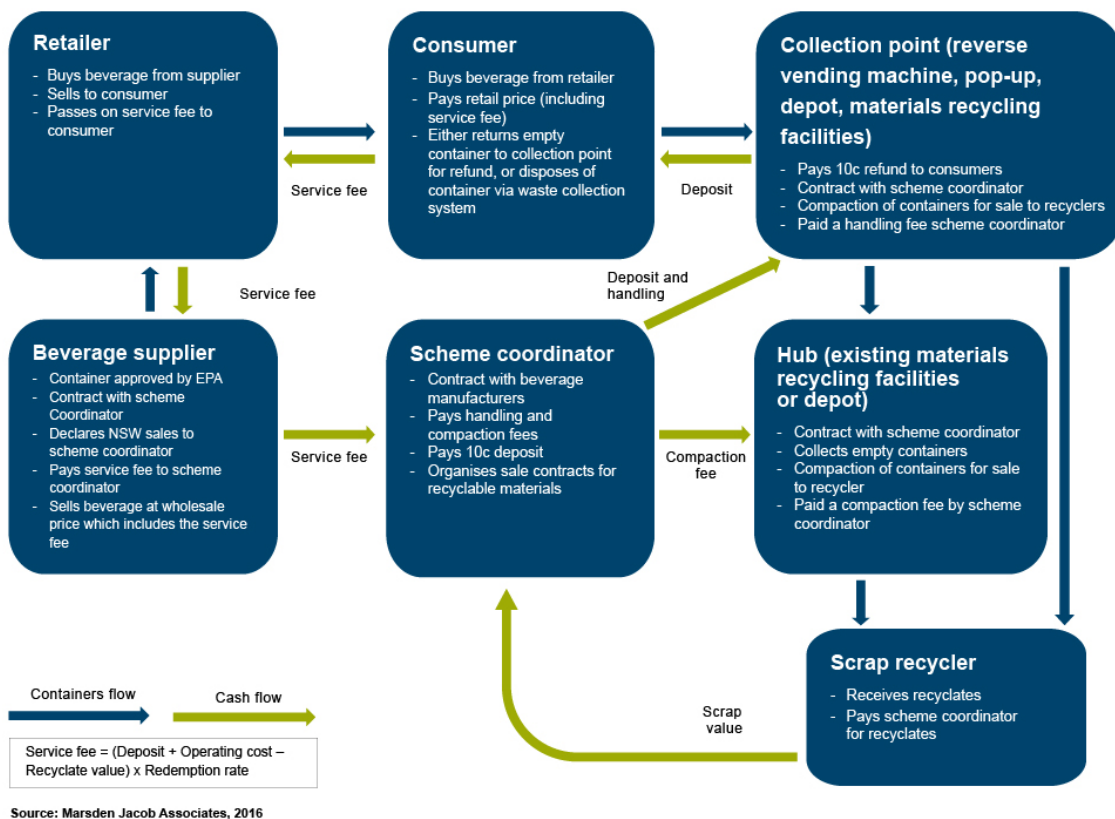 Retailer
- Buys beverage from supplier
- Sells to consumer
- Passes on service fee to
consumer
Service fee
Consumer
- Buys beverage from retailer
- Pays retail price (including
service fee)
- Either returns empty
container to collection point
for refund, or disposes of
container via waste collection
system
Deposit
Collection point (reverse
vending machine, pop-up,
depot, materials recycling
facilities)
- Pays 10c refund to consumers
- Contract with scheme coordinator
- Compaction of containers for sale to recyclers
- Paid a handling fee scheme coordinator
Service fee
Deposit and
handling
Beverage supplier
- Container approved by EPA
- Contract with scheme
Coordinator
- Declares NSW sales to
scheme coordinator
- Pays service fee to scheme
coordinator
- Sells beverage at wholesale
price which includes the service
fee
Service fee
Scheme coordinator
- Contract with beverage
manufacturers
- Pays handling and
compaction fees
- Pays 10c deposit
- Organises sale contracts for
recyclable materials
Compaction
fee
Hub (existing materials
recycling facilities
or depot)
- Contract with scheme coordinator
- Collects empty containers
- Compaction of containers for sale
to recycler
- Paid a compaction fee by scheme
coordinator
Scrap recycler
- Receives recyclates
- Pays scheme coordinator
for recyclates
Scrap
value
Containers flow
Cash flow
Service fee = (Deposit + Operating cost –
Recyclate value) x Redemption rate
Source: Marsden Jacob Associates, 2016